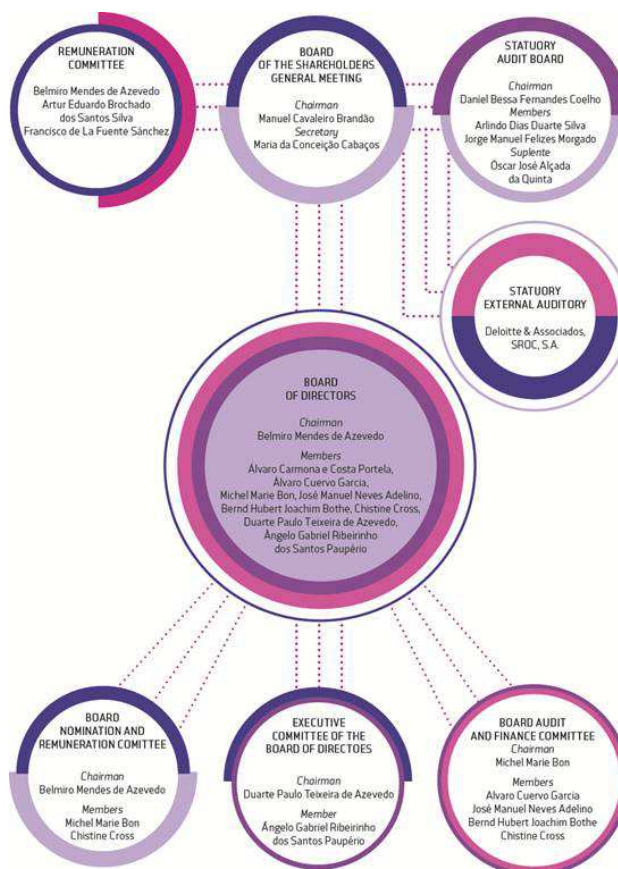 REMUNERATION
COMMITTEE
Belmiro Mendes de Azevedo
Artur Eduardo Brochado
dos Santos Silva
Francisco de La Fuente Sánchez
BOARD
OF THE SHAREHOLDERS
GENERAL MEETING
Chairman
Manuel Cavaleiro Brandão
Secretary
Maria da Conceição Cabaços
STATUORY
AUDIT BOARD
Chairman
Daniel Bessa Fernandes Coelho
Members
Arlindo Dias Duarte Silva
Jorge Manuel Felizes Morgado
Suplente
Óscar José Alçada
da Quinta
STATUORY
EXTERNAL AUDITORY
Deloitte & Associados,
SROC, S.A.
BOARD
OF DIRECTORS
Chairman
Belmiro Mendes de Azevedo
Members
Álvaro Carmona e Costa Portela,
Àlvaro Cuervo Garcia,
Michel Marie Bon, José Manuel Neves Adelino,
Bernd Hubert Joachim Bothe, Chistine Cross,
Duarte Paulo Teixeira de Azevedo,
Àngelo Gabriel Ribeirinho
dos Santos Paupério
BOARD
NOMINATION AND
REMUNERATION COMITTEE
Chairman
Belmiro Mendes de Azevedo
Members
Michel Marie Bon
Chistine Cross
EXECUTIVE
COMMITTEE OF THE
BOARD OF DIRECTOES
Chairman
Duarte Paulo Teixeira de Azevedo
Member
Ângelo Gabriel Ribeirinho
dos Santos Paupério
BOARD AUDIT
AND FINANCE COMMITTEE
Chairman
Michel Marie Bon
Members
Alvaro Cuervo Garcia
José Manuel Neves Adelino
Bernd Hubert Joachim Bothe
Chistine Cross